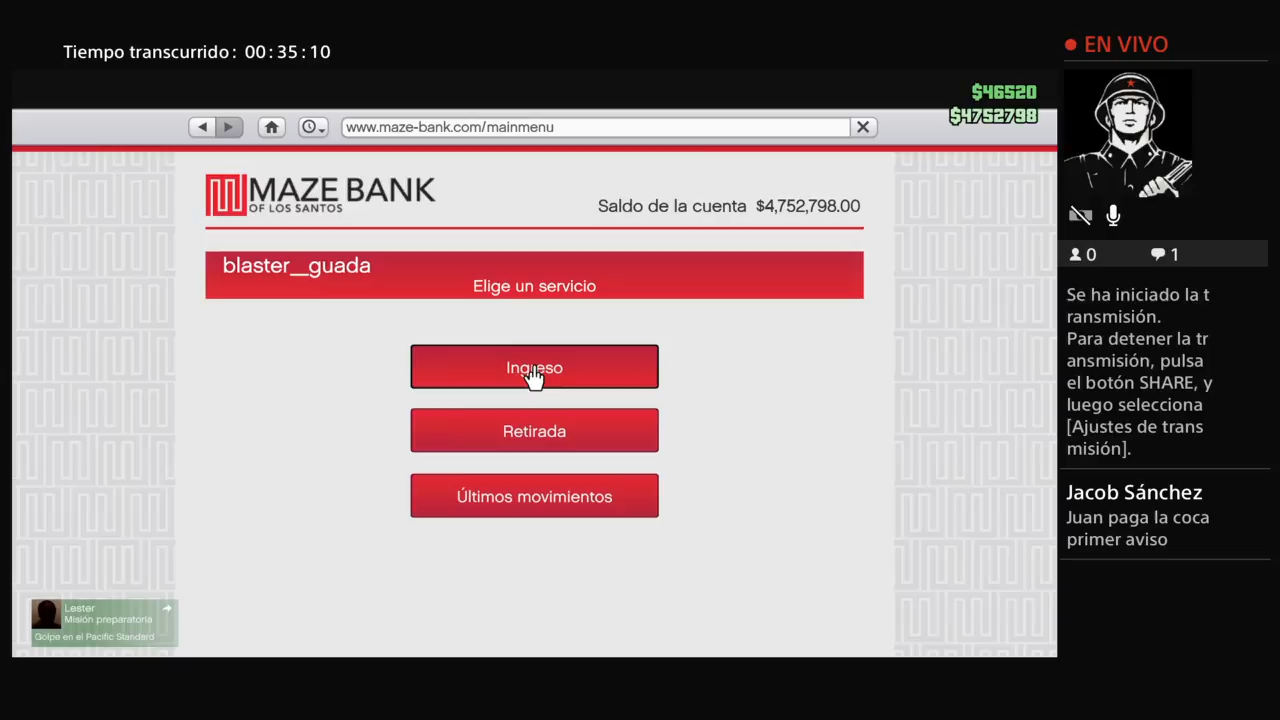 Tiempo transcurrido: 00:35:10
EN VIVO
$46520
$4752798
www.maze-bank.com/mainmenu
MAZE BANK
OF LOS SANTOS
Saldo de la cuenta $4,752,798.00
blaster__guada
Elige un servicio
Ingreso
Retirada
Últimos movimientos
Lester
Misión preparatoria
Golpe en el Pacific Standard
0 1
Se ha iniciado la t
ransmisión.
Para detener la tr
ansmisión, pulsa
el botón SHARE, y
luego selecciona
[Ajustes de trans
misión].
Jacob Sánchez
Juan paga la coca
primer aviso